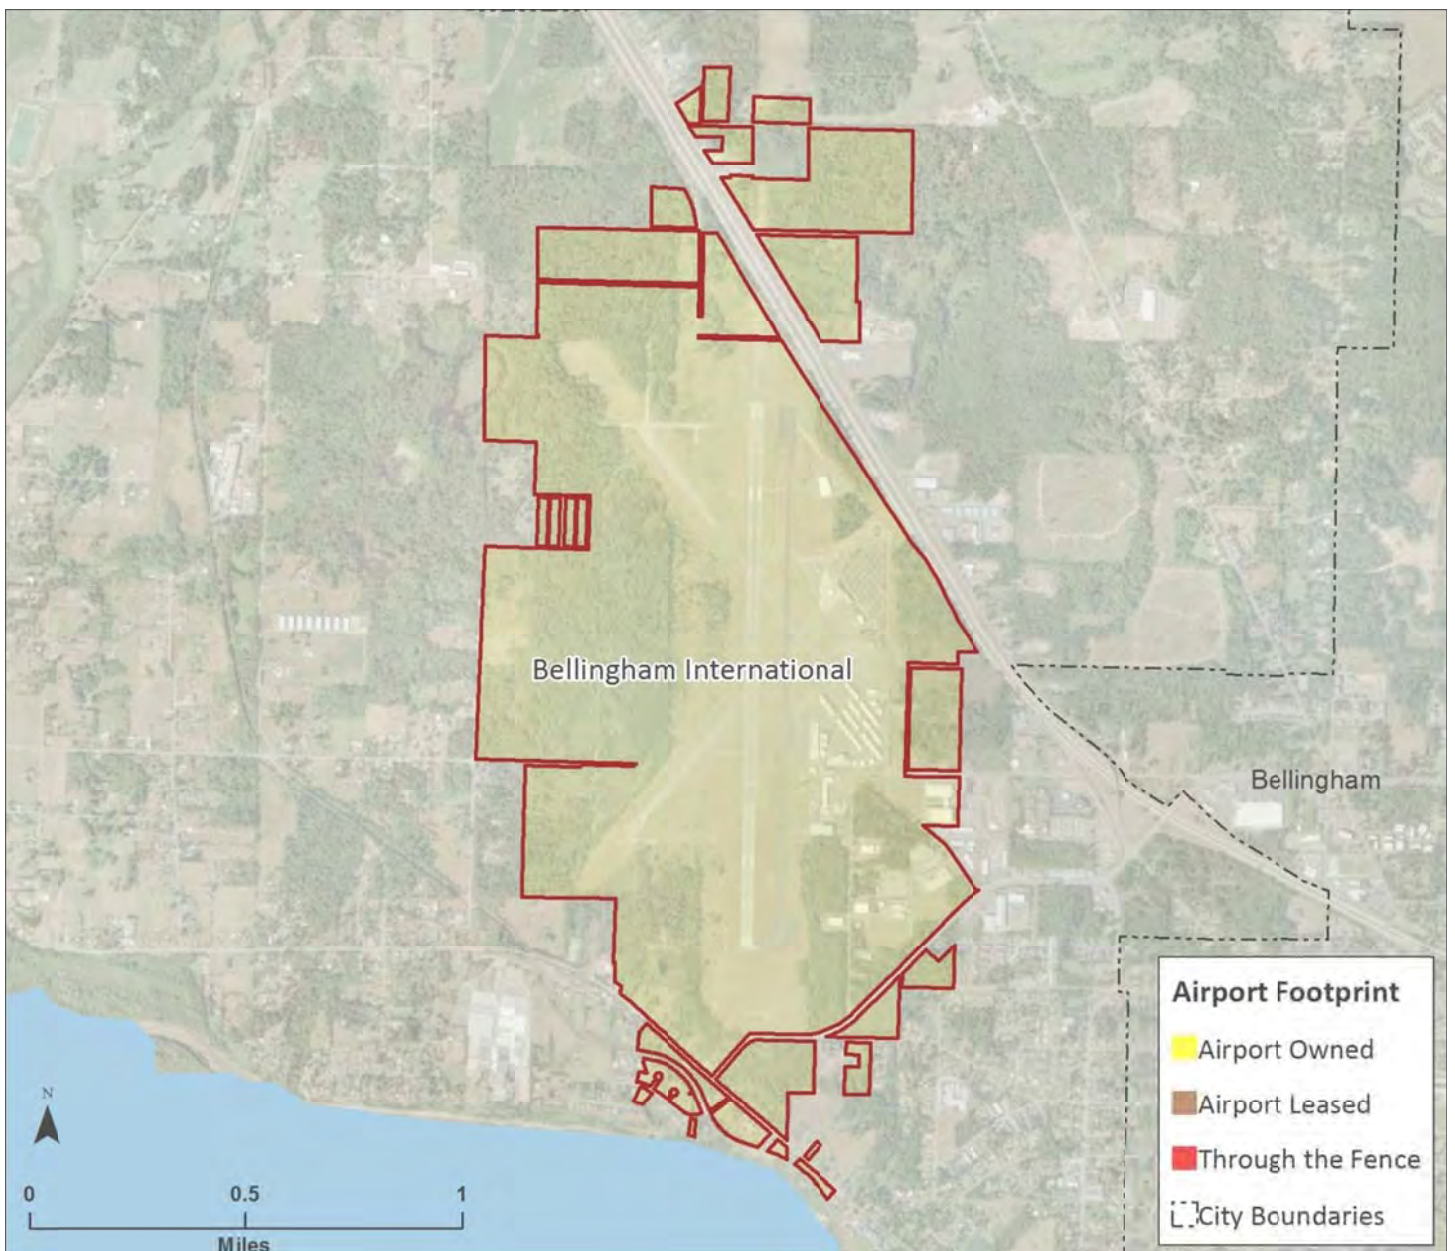 Bellingham International
Bellingham
Airport Footprint
Airport Owned
Airport Leased
Through the Fence
City Boundaries
N
0 0.5 1
Miles